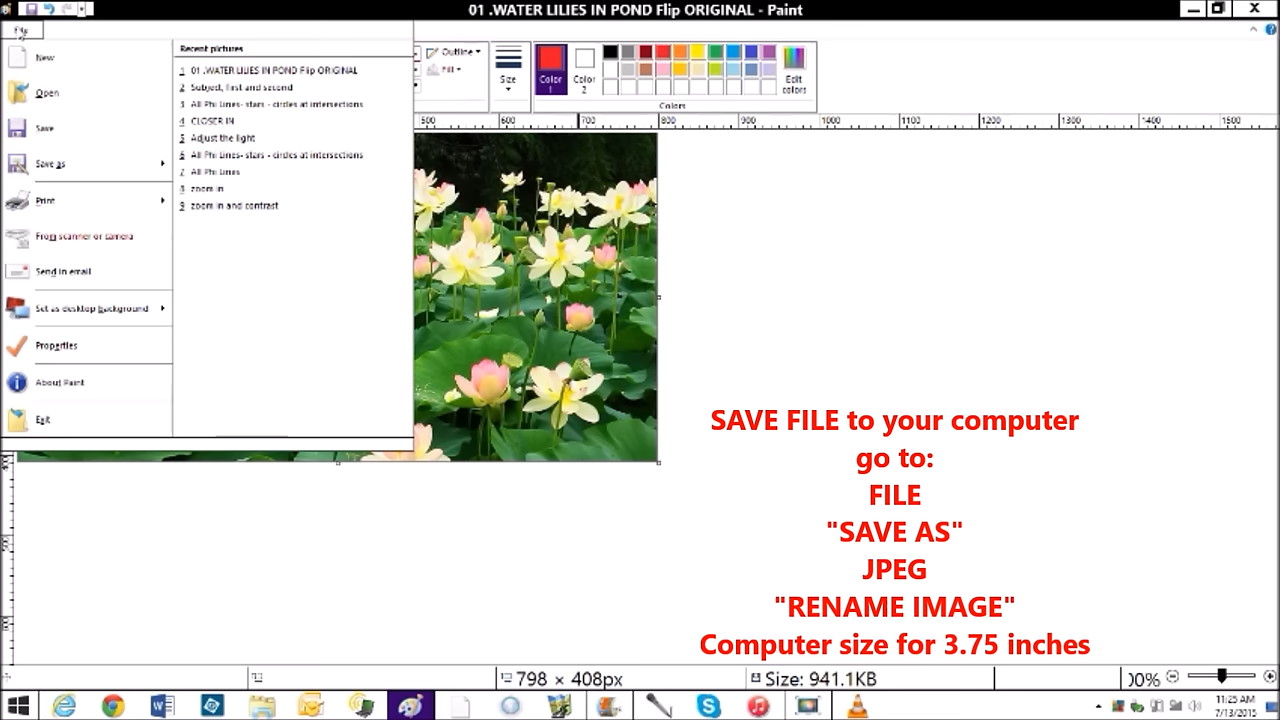 01 .WATER LILIES IN POND Flip ORIGINAL - Paint
File
New
Open
Save
Save as
Print
From scanner or camera
Send in email
Set as desktop background
Properties
About Paint
Exit
Recent pictures
1 01 .WATER LILIES IN POND Flip ORIGINAL
2 Subject, first and second
3 All Phi Lines- stars - circles at intersections
4 CLOSER IN
5 Adjust the light
6 All Phi Lines- stars - circles at intersections
7 All Phi Lines
8 zoom in
9 zoom in and contrast
Outline
Fill
Size
Color 1
Color 2
Edit colors
Colors
500 600 700 800 900 1000 1100 1200 1300 1400 1500
SAVE FILE to your computer
go to:
FILE
"SAVE AS"
JPEG
"RENAME IMAGE"
Computer size for 3.75 inches
798 × 408px
Size: 941.1KB
00%
11:25 AM
7/13/2015